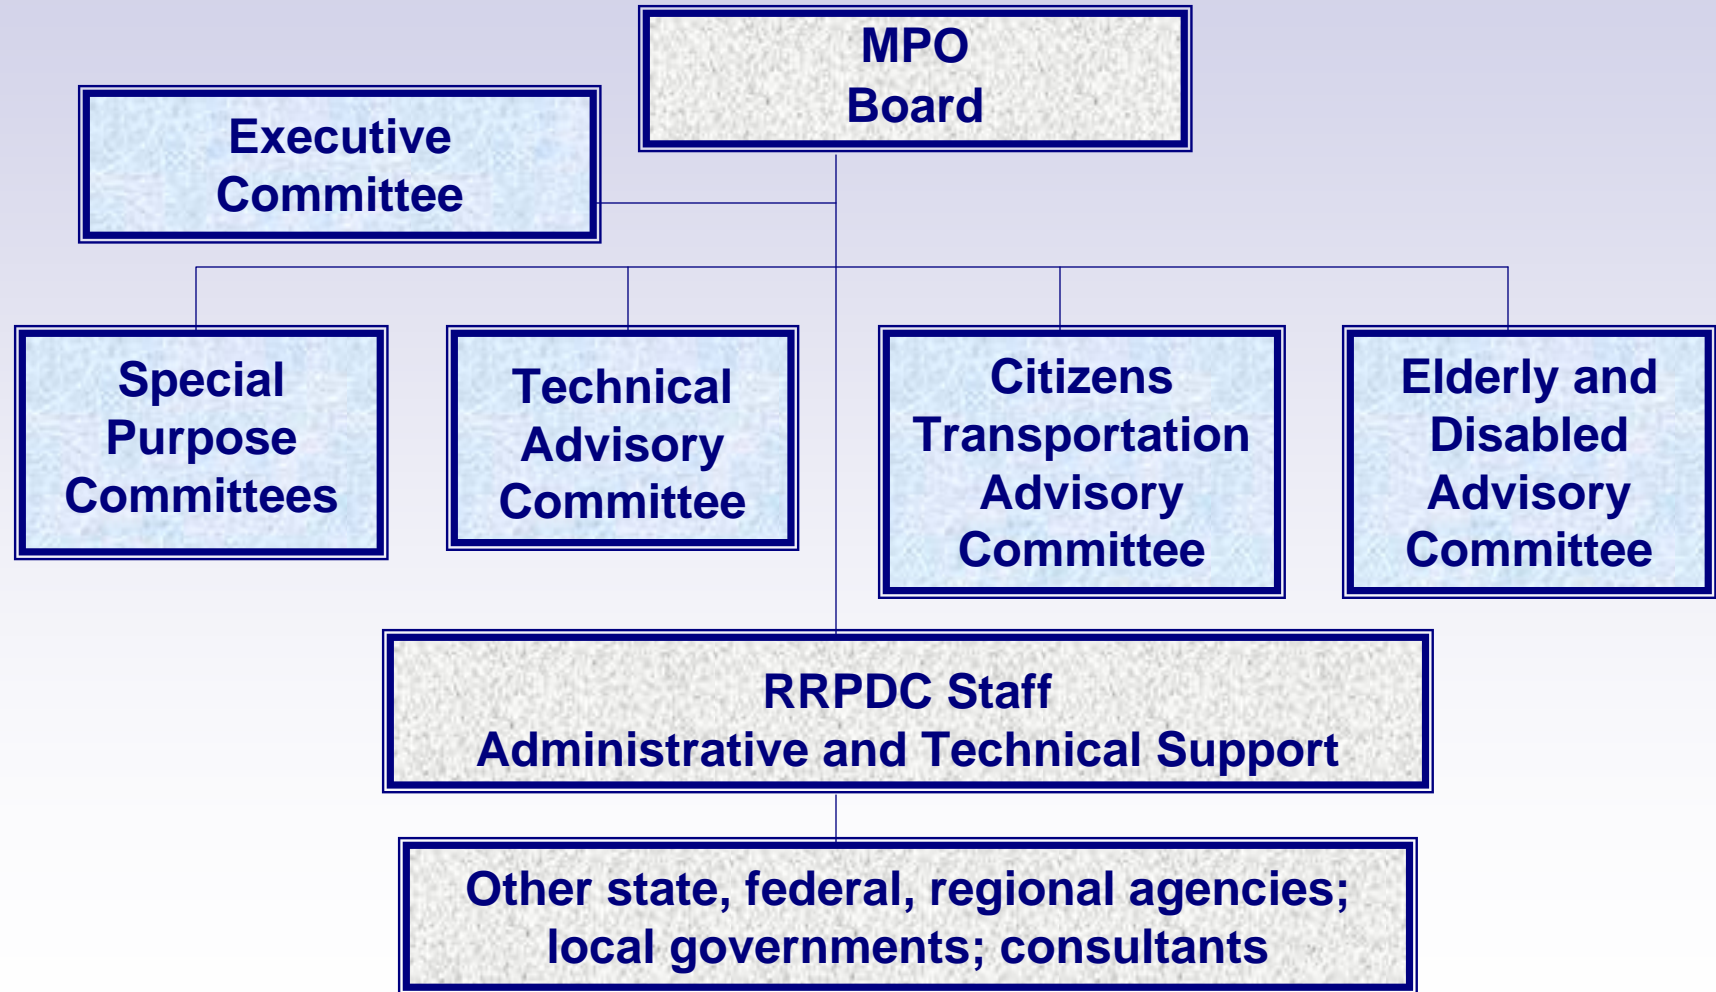 MPO
Board
Executive
Committee
Special
Purpose
Committees
Technical
Advisory
Committee
Citizens
Transportation
Advisory
Committee
Elderly and
Disabled
Advisory
Committee
RRPDC Staff
Administrative and Technical Support
Other state, federal, regional agencies;
local governments; consultants